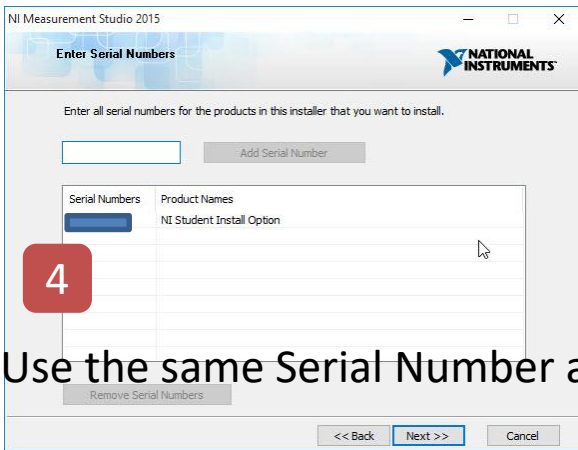 NI Measurement Studio 2015
Enter Serial Numbers
NATIONAL
INSTRUMENTS
Enter all serial numbers for the products in this installer that you want to install.
Add Serial Number
Serial Numbers Product Names
NI Student Install Option
4
Use the same Serial Number a
Remove Serial Numbers
<< Back Next >> Cancel